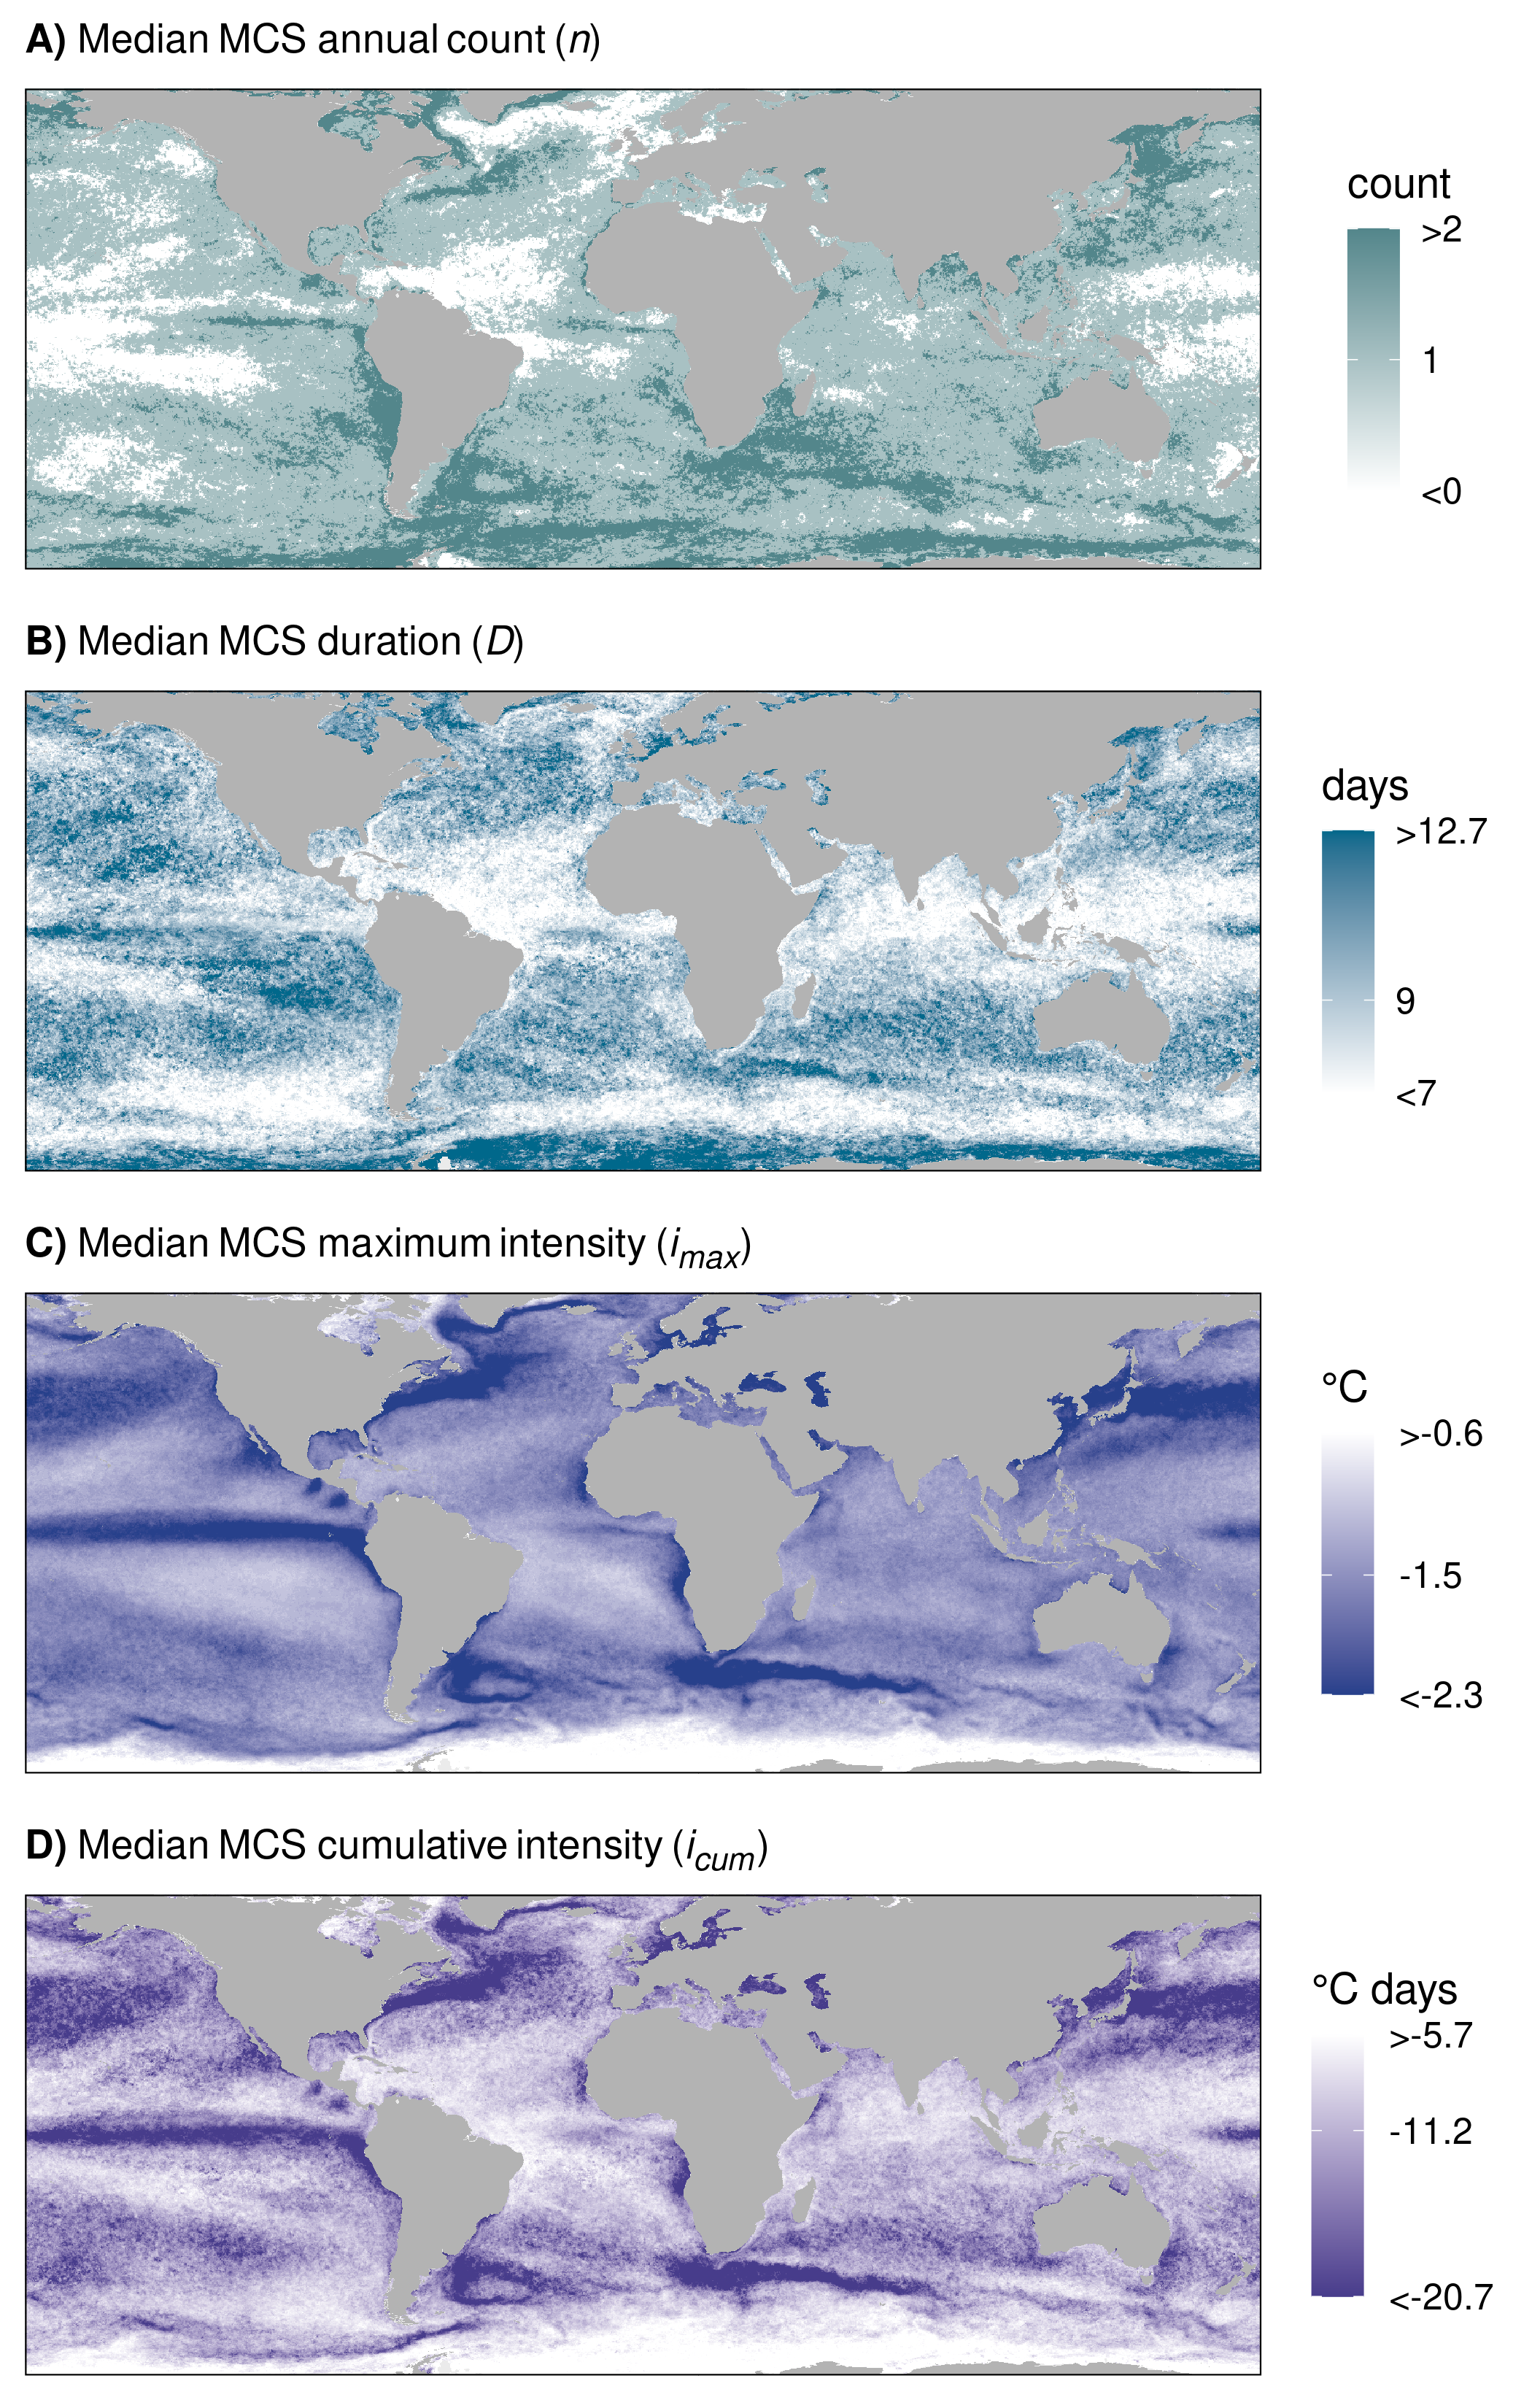 A) Median MCS annual count (n)
count
>2
1
<0
B) Median MCS duration (D)
days
>12.7
9
<7
C) Median MCS maximum intensity (imax)
°C
>-0.6
-1.5
<-2.3
D) Median MCS cumulative intensity (icum)
°C days
>-5.7
-11.2
<-20.7